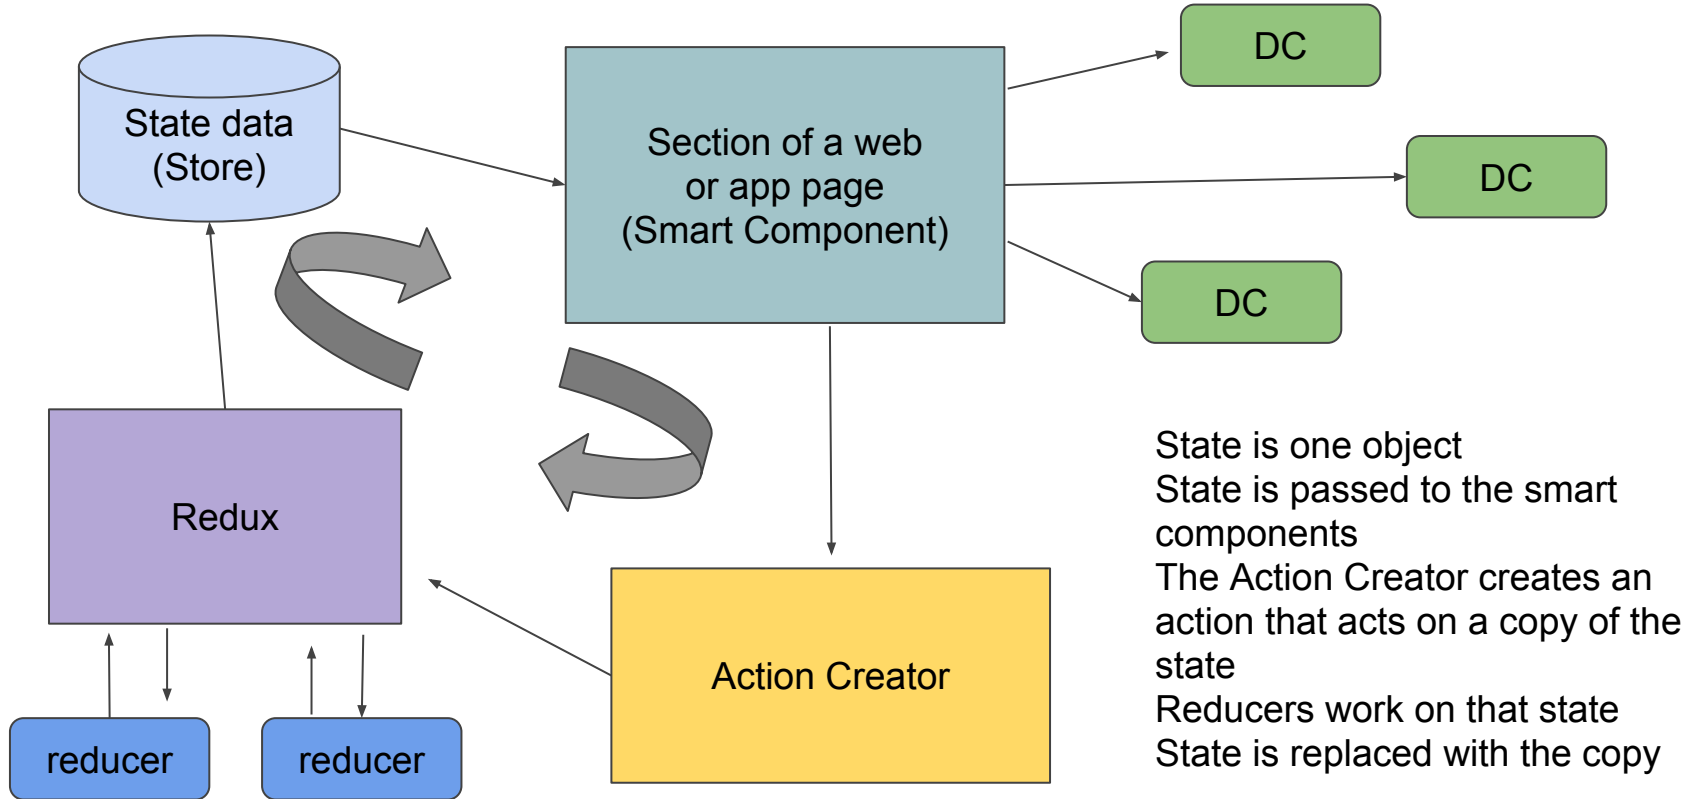 State data
(Store)
Section of a web
or app page
(Smart Component)
DC
DC
DC
Redux
Action Creator
reducer
reducer
State is one object
State is passed to the smart
components
The Action Creator creates an
action that acts on a copy of the
state
Reducers work on that state
State is replaced with the copy